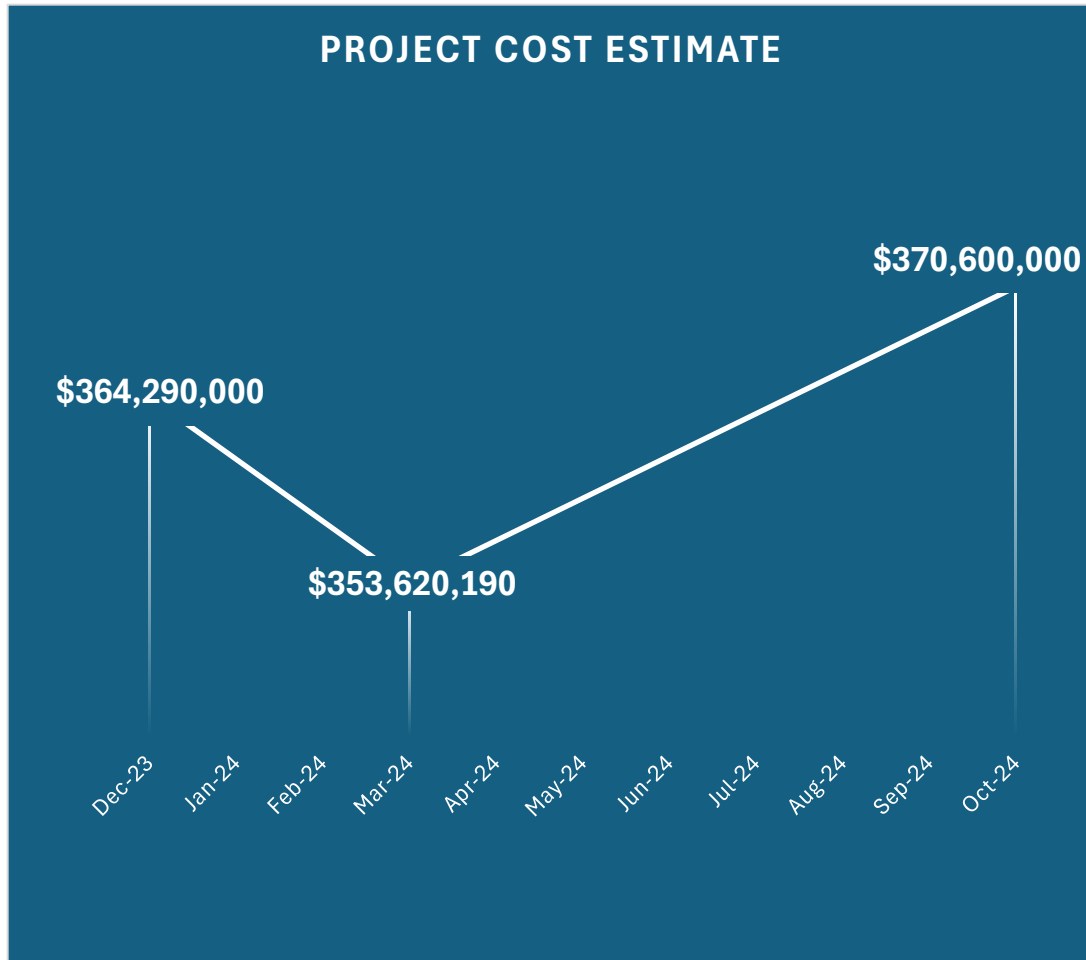 PROJECT COST ESTIMATE
$370,600,000
$364,290,000
$353,620,190
Dec-23
Jan-24
Feb-24
Mar-24
Apr-24
May-24
Jun-24
Jul-24
Aug-24
Sep-24
Oct-24